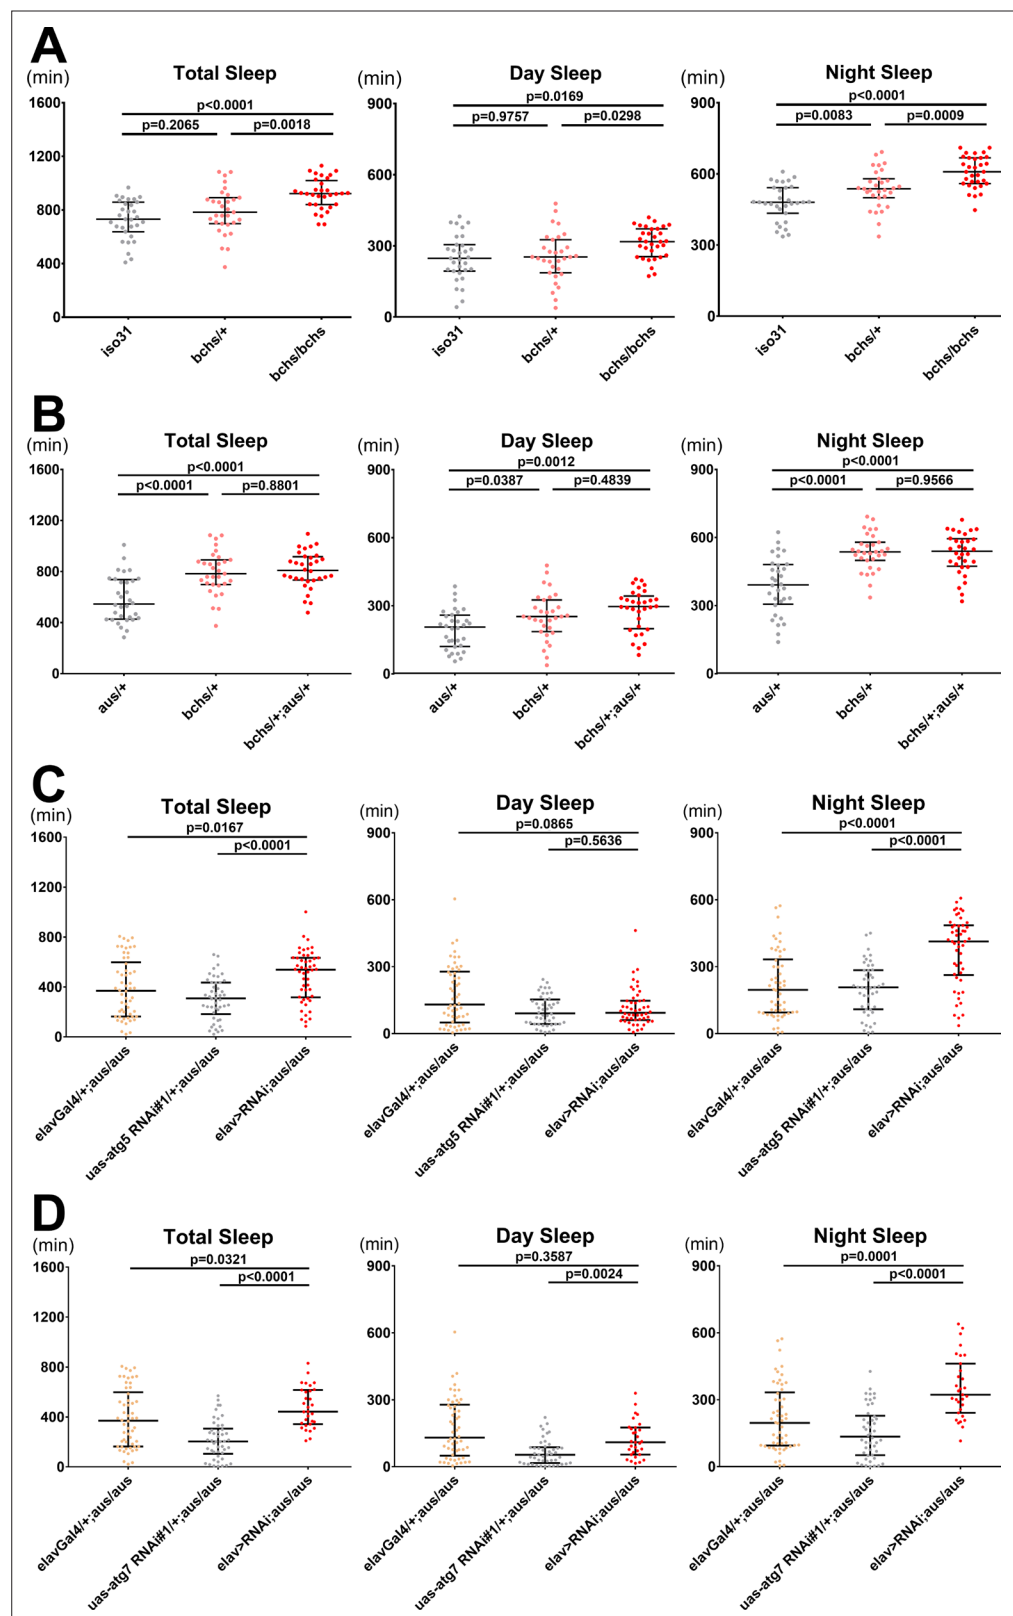 A
Total Sleep
(min)
p<0.0001
p=0.2065 p=0.0018
1600
1200
800
400
0
iso31
bchs/+
bchs/bchs
Day Sleep
(min)
p=0.0169
p=0.9757 p=0.0298
900
600
300
0
iso31
bchs/+
bchs/bchs
Night Sleep
(min)
p<0.0001
p=0.0083 p=0.0009
900
600
300
0
iso31
bchs/+
bchs/bchs
B
Total Sleep
(min)
p<0.0001
p<0.0001 p=0.8801
1600
1200
800
400
0
aus/+
bchs/+
bchs/+;aus/+
Day Sleep
(min)
p=0.0012
p=0.0387 p=0.4839
900
600
300
0
aus/+
bchs/+
bchs/+;aus/+
Night Sleep
(min)
p<0.0001
p<0.0001 p=0.9566
900
600
300
0
aus/+
bchs/+
bchs/+;aus/+
C
Total Sleep
(min)
p=0.0167
p<0.0001
1600
1200
800
400
0
elavGal4/+;aus/aus
uas-atg5 RNAi#1/+;aus/aus
elav>RNAi;aus/aus
Day Sleep
(min)
p=0.0865
p=0.5636
900
600
300
0
elavGal4/+;aus/aus
uas-atg5 RNAi#1/+;aus/aus
elav>RNAi;aus/aus
Night Sleep
(min)
p<0.0001
p<0.0001
900
600
300
0
elavGal4/+;aus/aus
uas-atg5 RNAi#1/+;aus/aus
elav>RNAi;aus/aus
D
Total Sleep
(min)
p=0.0321
p<0.0001
1600
1200
800
400
0
elavGal4/+;aus/aus
uas-atg7 RNAi#1/+;aus/aus
elav>RNAi;aus/aus
Day Sleep
(min)
p=0.3587
p=0.0024
900
600
300
0
elavGal4/+;aus/aus
uas-atg7 RNAi#1/+;aus/aus
elav>RNAi;aus/aus
Night Sleep
(min)
p=0.0001
p<0.0001
900
600
300
0
elavGal4/+;aus/aus
uas-atg7 RNAi#1/+;aus/aus
elav>RNAi;aus/aus